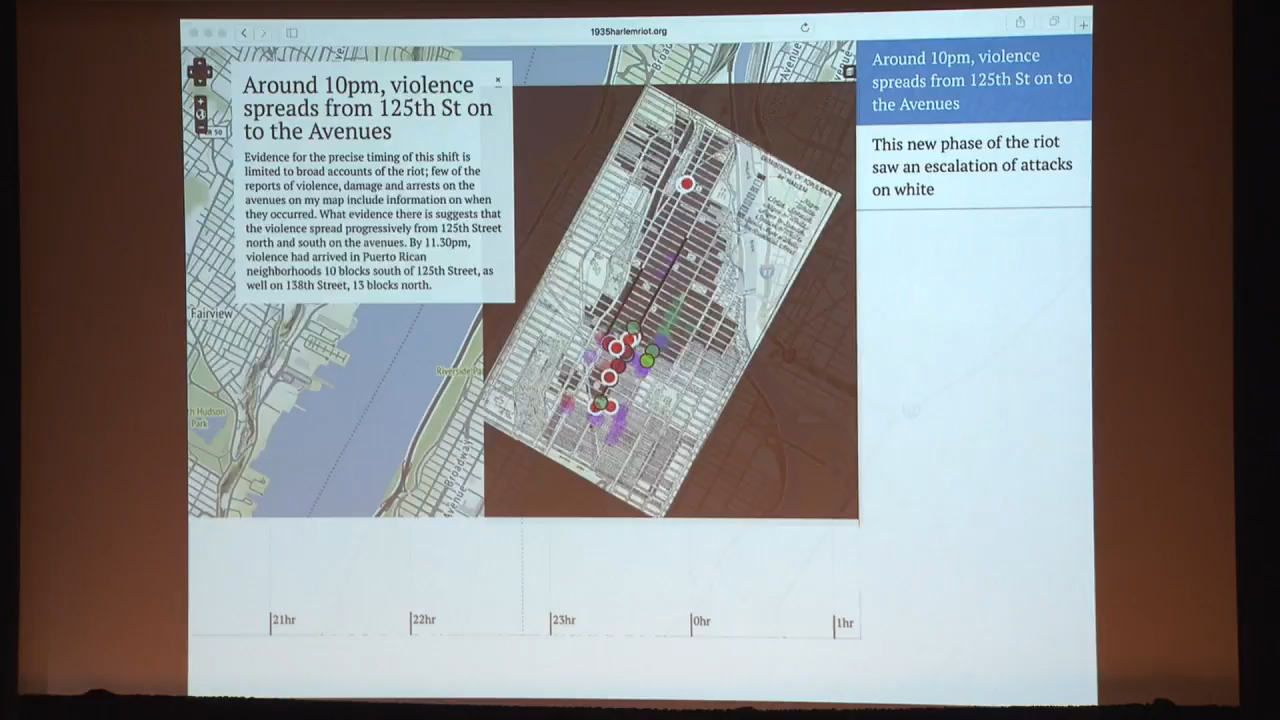 1935harlemriot.org
Around 10pm, violence
spreads from 125th St on
to the Avenues
Evidence for the precise timing of this shift is
limited to broad accounts of the riot; few of the
reports of violence, damage and arrests on the
avenues on my map include information on when
they occurred. What evidence there is suggests that
the violence spread progressively from 125th Street
north and south on the avenues. By 11.30pm,
violence had arrived in Puerto Rican
neighborhoods 10 blocks south of 125th Street, as
well on 138th Street, 13 blocks north.
Around 10pm, violence
spreads from 125th St on to
the Avenues
This new phase of the riot
saw an escalation of attacks
on white
Fairview
Park
Broadway
Avenue
21hr
22hr
23hr
0hr
1hr